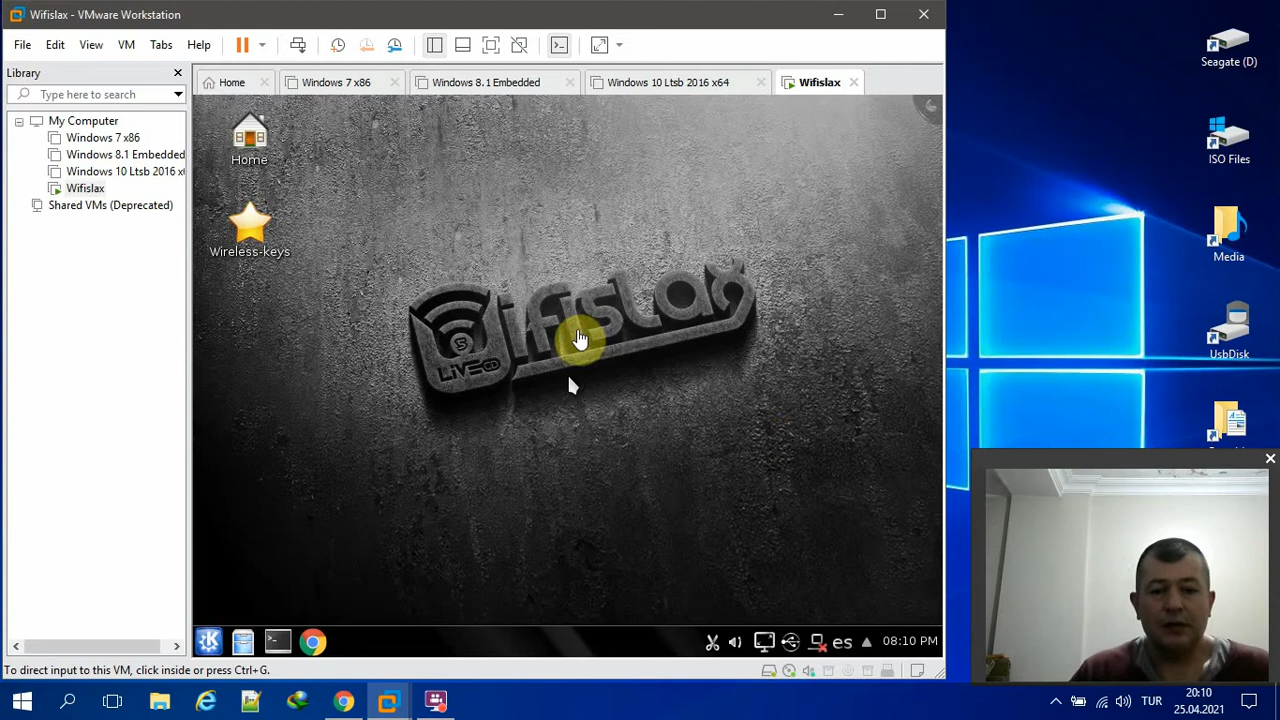 Wifislax - VMware Workstation
File Edit View VM Tabs Help
Library
Type here to search
My Computer
Windows 7 x86
Windows 8.1 Embedded
Windows 10 Ltsb 2016 x
Wifislax
Shared VMs (Deprecated)
Home
Windows 7 x86
Windows 8.1 Embedded
Windows 10 Ltsb 2016 x64
Wifislax
Home
Wireless-keys
Wifislax
5
LiVECD
es
08:10 PM
To direct input to this VM, click inside or press Ctrl+G.
Seagate (D)
ISO Files
Media
UsbDisk
TUR
20:10
25.04.2021